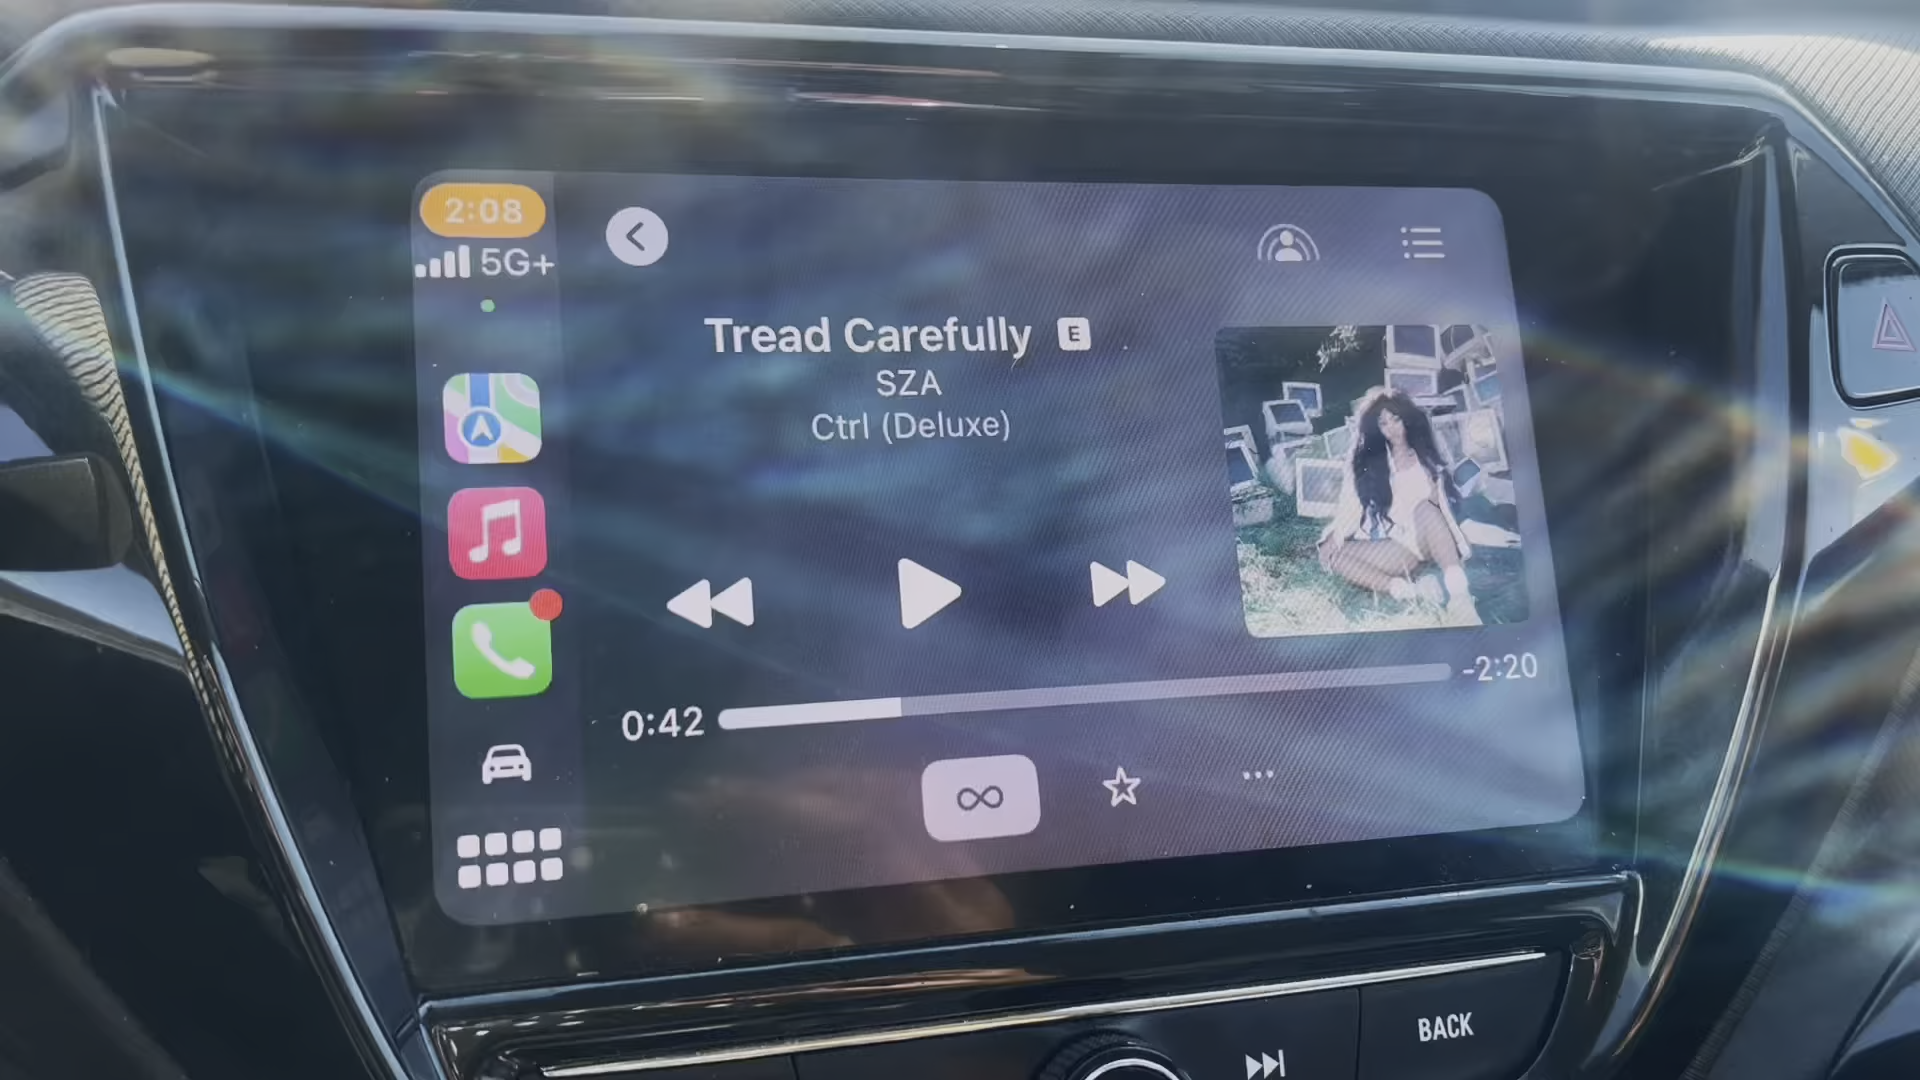 2:08
5G+
Tread Carefully E
SZA
Ctrl (Deluxe)
0:42
-2:20
BACK